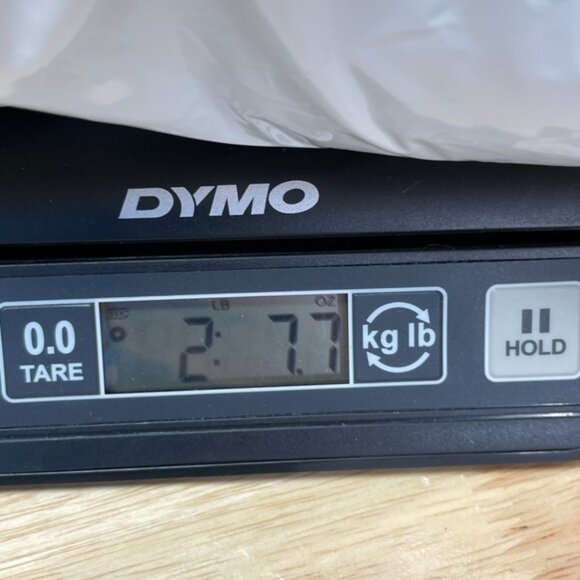 DYMO
LB OZ
0.0 2: 7.7 kg lb
TARE HOLD